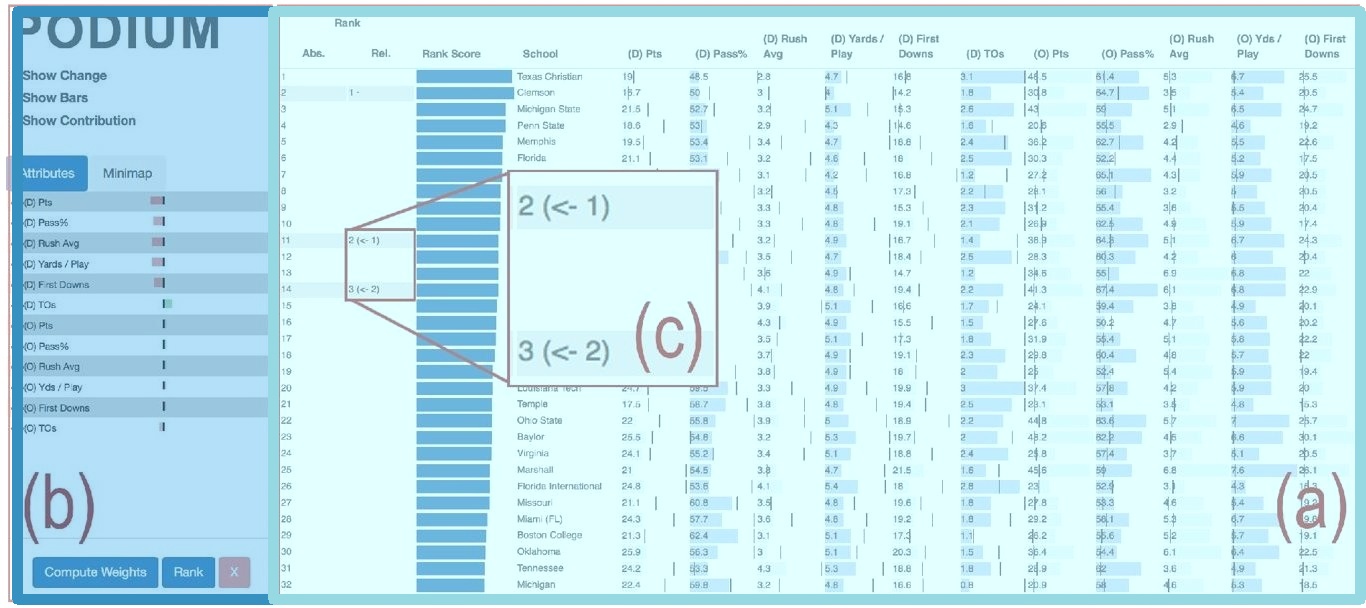 PODIUM
Show Change
Show Bars
Show Contribution
Attributes Minimap
(D) Pts
(D) Pass%
(D) Rush Avg
(D) Yards / Play
(D) First Downs
(D) TOs
(O) Pts
(O) Pass%
(O) Rush Avg
(O) Yds / Play
(O) First Downs
(O) TOs
(b)
Compute Weights Rank X
Rank
Abs. Rel. Rank Score School (D) Pts (D) Pass% (D) Rush Avg (D) Yards / Play (D) First Downs (D) TOs (O) Pts (O) Pass% (O) Rush Avg (O) Yds / Play (O) First Downs
1 Texas Christian 19 48.5 2.8 4.7 16.8 3.1 46.5 61.4 5.3 6.7 25.5
2 1 - Clemson 16.7 50 3 4 14.2 1.8 30.8 64.7 3.5 5.4 20.5
3 Michigan State 21.5 52.7 3.2 5.1 15.3 2.6 43 59 5.1 6.5 24.7
4 Penn State 18.6 53 2.9 4.3 14.6 1.6 20.6 55.5 2.9 4.6 19.2
5 Memphis 19.5 53.4 3.4 4.7 2.4 36.2 62.7 4.2 5.5 22.6
6 Florida 21.1 53.1 3.2 4.6 18 2.5 30.3 52.2 4.4 5.2 17.5
7 3.1 4.2 16.8 1.2 27.2 65.1 4.3 5.9 20.5
8 3.2 4.5 17.3 2.2 28.1 56 3.2 5 20.5
9 3.3 4.8 15.3 2.3 31.2 55.4 3.6 5.5 20.4
10 3.3 4.8 19.1 2.1 26.9 62.5 4.9 5.9 17.4
11 2 (<- 1) 3.2 4.9 16.7 1.4 38.9 64.3 5.1 6.7 24.3
12 3.5 4.7 18.4 2.5 28.3 60.3 4.2 6 20.4
13 3.6 4.9 14.7 1.2 34.6 55 6.9 6.8 22
14 3 (<- 2) 4.1 4.8 19.4 2.2 41.3 67.4 6.1 6.8 22.9
15 3.9 5.1 16.6 1.7 24.1 59.4 3.8 4.9 20.1
16 4.3 4.9 15.5 1.5 27.6 50.2 4.7 5.6 20.2
17 3.5 5.1 17.3 1.8 31.9 55.4 5.1 5.8 22.2
18 3.7 4.9 19.1 2.3 29.8 60.4 4.8 5.7 22
19 3.8 4.9 18 2 25 52.4 5.4 5.9 19.4
20 Louisiana Tech 24.7 59.5 3.3 4.9 19.9 3 37.4 57.8 4.2 5.9 20
21 Temple 17.5 56.7 3.8 4.8 19.4 2.5 23.1 53.1 3.5 4.8 15.3
22 Ohio State 22 55.8 3.9 5 18.9 2.2 44.8 63.6 5.7 7 25.7
23 Baylor 25.5 54.6 3.2 5.3 19.7 2 48.2 62.2 4.6 6.6 30.1
24 Virginia 24.1 55.2 3.4 5.1 18.8 2.4 25.8 57.4 3.7 5.1 20.5
25 Marshall 21 54.5 3.8 4.7 21.5 1.6 45.6 59 6.8 7.6 26.1
26 Florida International 24.8 53.6 4.1 5.4 18 2.8 23 52.9 3.1 4.3
27 Missouri 21.1 60.8 3.5 4.8 19.6 1.8 27.8 53.3 4.6 5.4
28 Miami (FL) 24.3 57.7 3.6 4.8 19.2 1.8 29.2 58.1 5.3 6.7
29 Boston College 21.3 62.4 3.1 5.1 17.3 1.1 26.2 55.6 5.2 5.7 19.1
30 Oklahoma 25.9 56.3 3 5.1 20.3 1.5 36.4 54.4 6.1 6.4 22.5
31 Tennessee 24.2 53.3 4.3 5.3 18.8 1.8 28.9 62 3.6 4.9 21.3
32 Michigan 22.4 59.8 3.2 4.8 16.6 0.8 20.9 58 4.6 5.3 18.5
2 (<- 1)
3 (<- 2)
(c)
(a)